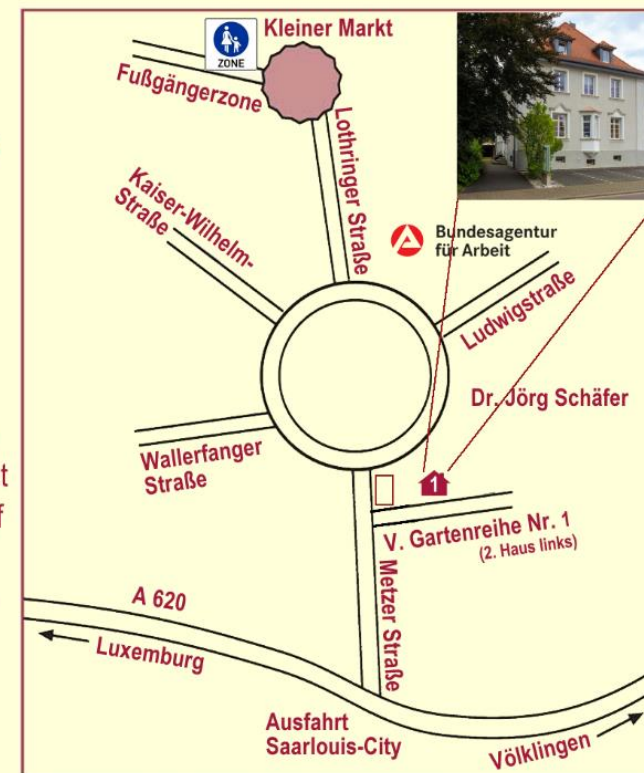 Kleiner Markt
ZONE
Fußgängerzone
Lothringer Straße
Kaiser-Wilhelm-
Straße
Bundesagentur
für Arbeit
Ludwigstraße
Dr. Jörg Schäfer
Wallerfanger
Straße
t
f
1
V. Gartenreihe Nr. 1
(2. Haus links)
Metzer Straße
A 620
Luxemburg
Ausfahrt
Saarlouis-City
Völklingen